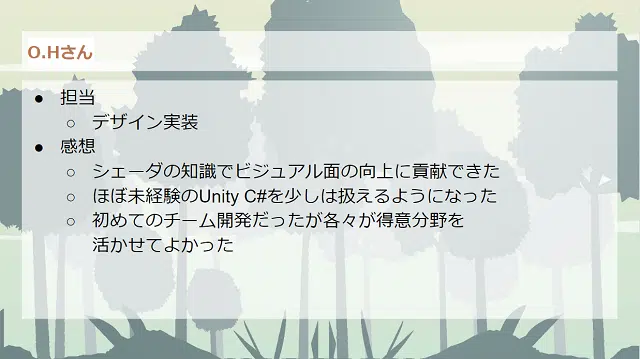 O.Hさん
● 担当
○ デザイン実装
● 感想
○ シェーダの知識でビジュアル面の向上に貢献できた
○ ほぼ未経験のUnity C#を少しは扱えるようになった
○ 初めてのチーム開発だったが各々が得意分野を
活かせてよかった